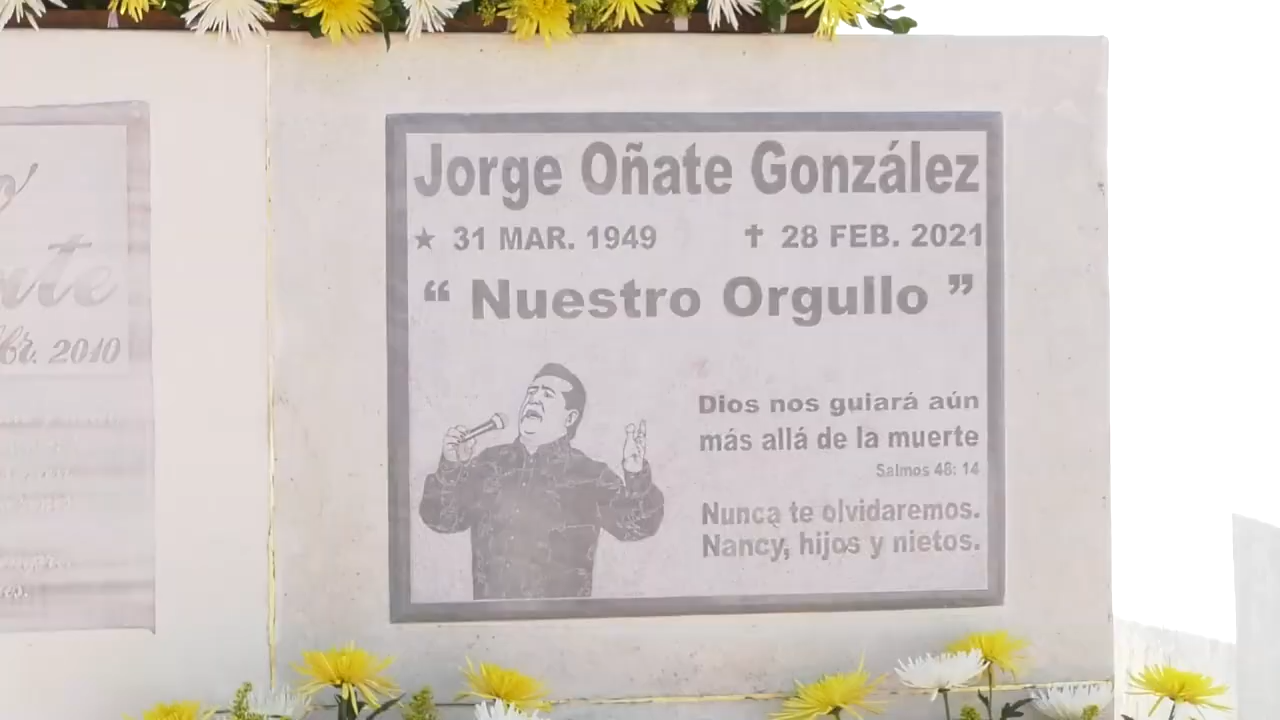 Jorge Oñate González
★ 31 MAR. 1949 ✝ 28 FEB. 2021
“ Nuestro Orgullo ”
Dios nos guiará aún
más allá de la muerte
Salmos 48: 14
Nunca te olvidaremos.
Nancy, hijos y nietos.
2010